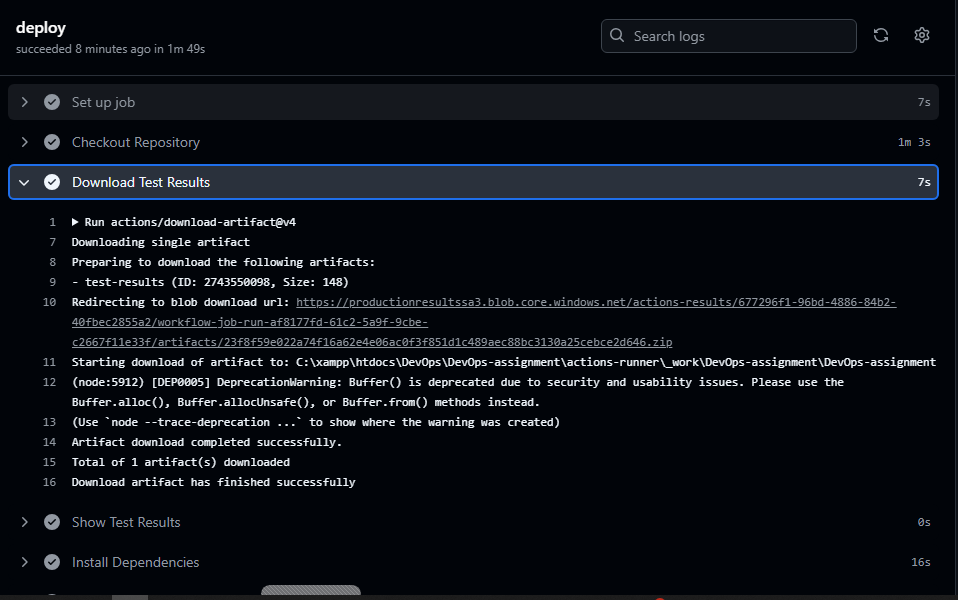 deploy
succeeded 8 minutes ago in 1m 49s
Search logs
Set up job 7s
Checkout Repository 1m 3s
Download Test Results 7s
1 Run actions/download-artifact@v4
7 Downloading single artifact
8 Preparing to download the following artifacts:
9 - test-results (ID: 2743550098, Size: 148)
10 Redirecting to blob download url: https://productionresultssa3.blob.core.windows.net/actions-results/677296f1-96bd-4886-84b2-
40fbec2855a2/workflow-job-run-af8177fd-61c2-5a9f-9cbe-
c2667f11e33f/artifacts/23f8f59e022a74f16a62e4e06ac0f3f851d1c489aec88bc3130a25cebce2d646.zip
11 Starting download of artifact to: C:\xampp\htdocs\DevOps\DevOps-assignment\actions-runner\_work\DevOps-assignment\DevOps-assignment
12 (node:5912) [DEP0005] DeprecationWarning: Buffer() is deprecated due to security and usability issues. Please use the
Buffer.alloc(), Buffer.allocUnsafe(), or Buffer.from() methods instead.
13 (Use `node --trace-deprecation ...` to show where the warning was created)
14 Artifact download completed successfully.
15 Total of 1 artifact(s) downloaded
16 Download artifact has finished successfully
Show Test Results 0s
Install Dependencies 16s